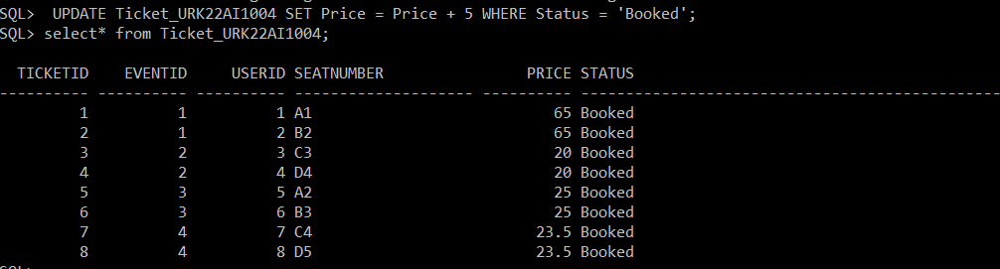 SQL>  UPDATE Ticket_URK22AI1004 SET Price = Price + 5 WHERE Status = 'Booked';
SQL> select* from Ticket_URK22AI1004;
  TICKETID    EVENTID     USERID SEATNUMBER                PRICE STATUS
---------- ---------- ---------- -------------------- ---------- --------------------------------------------------
         1          1          1 A1                           65 Booked
         2          1          2 B2                           65 Booked
         3          2          3 C3                           20 Booked
         4          2          4 D4                           20 Booked
         5          3          5 A2                           25 Booked
         6          3          6 B3                           25 Booked
         7          4          7 C4                         23.5 Booked
         8          4          8 D5                         23.5 Booked